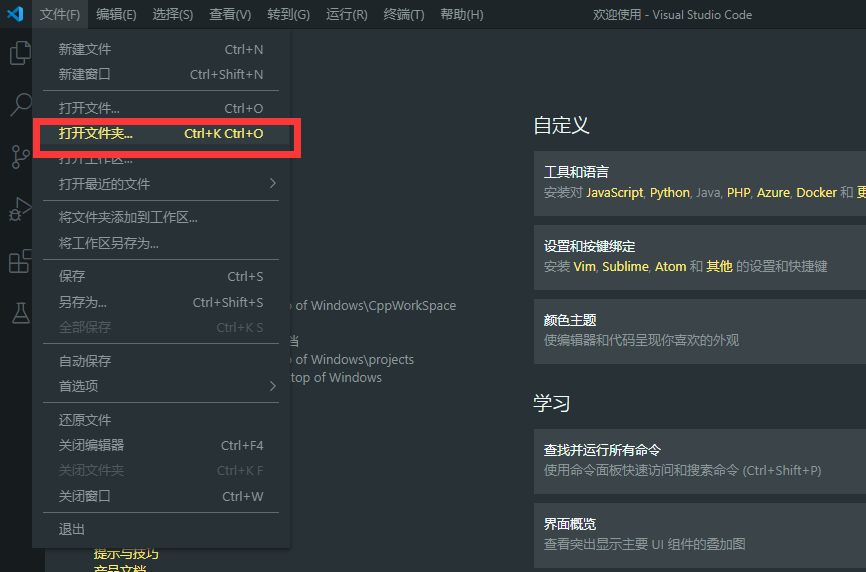 文件(F) 编辑(E) 选择(S) 查看(V) 转到(G) 运行(R) 终端(T) 帮助(H) 欢迎使用 - Visual Studio Code
新建文件 Ctrl+N
新建窗口 Ctrl+Shift+N
打开文件... Ctrl+O
打开文件夹... Ctrl+K Ctrl+O
打开工作区...
打开最近的文件
将文件夹添加到工作区...
将工作区另存为...
保存 Ctrl+S
另存为... Ctrl+Shift+S
全部保存 Ctrl+K S
自动保存
首选项
还原文件
关闭编辑器 Ctrl+F4
关闭文件夹 Ctrl+K F
关闭窗口 Ctrl+W
退出
of Windows\CppWorkSpace
档
of Windows\projects
top of Windows
提示与技巧
产品文档
自定义
工具和语言
安装对 JavaScript, Python, Java, PHP, Azure, Docker 和 更
设置和按键绑定
安装 Vim, Sublime, Atom 和 其他 的设置和快捷键
颜色主题
使编辑器和代码呈现你喜欢的外观
学习
查找并运行所有命令
使用命令面板快速访问和搜索命令 (Ctrl+Shift+P)
界面概览
查看突出显示主要 UI 组件的叠加图